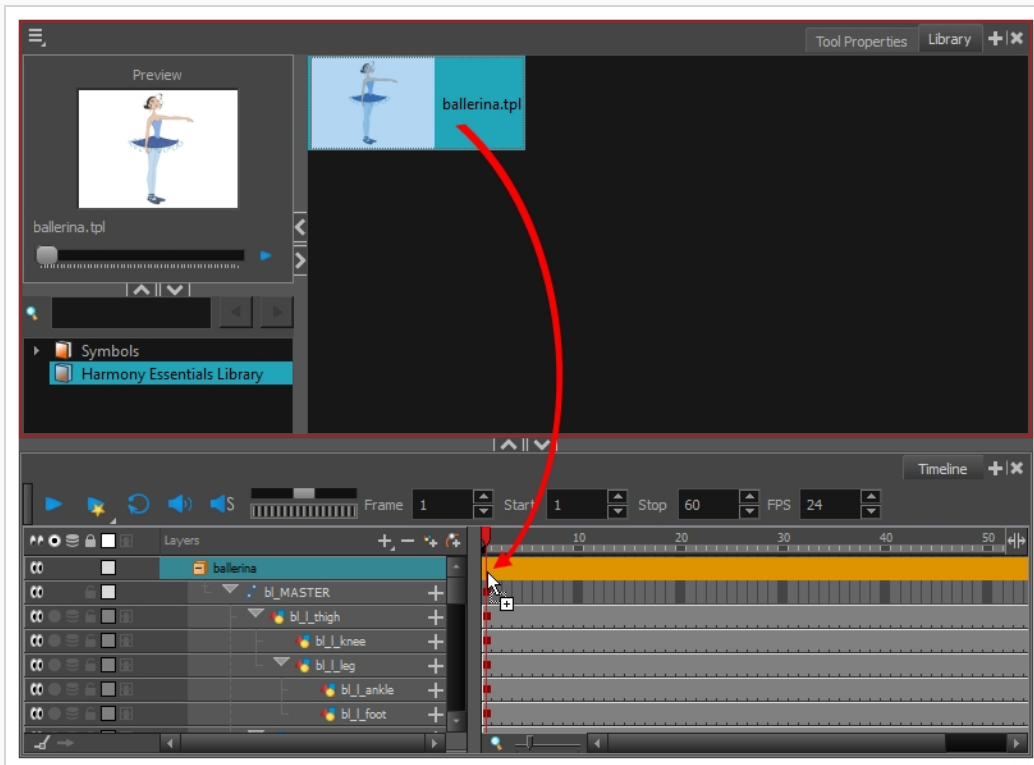 Tool Properties Library
Preview
ballerina.tpl
ballerina.tpl
Symbols
Harmony Essentials Library
Timeline
S Frame 1 Start 1 Stop 60 FPS 24
Layers 10 20 30 40 50
ballerina
bl_MASTER
bl_l_thigh
bl_l_knee
bl_l_leg
bl_l_ankle
bl_l_foot